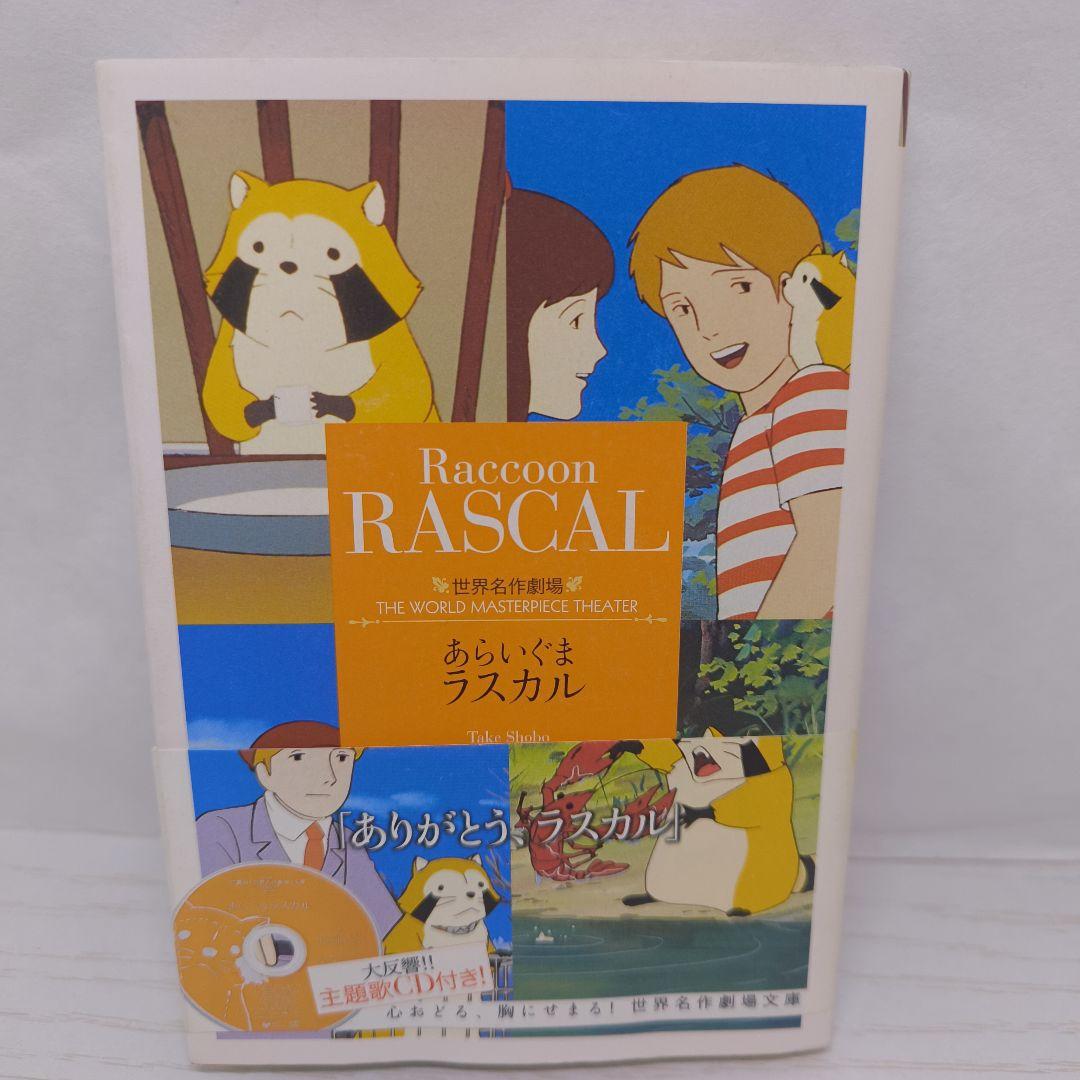 Raccoon
RASCAL
世界名作劇場
THE WORLD MASTERPIECE THEATER
あらいぐま
ラスカル
Take Shobo
「ありがとう、ラスカル」
大反響!!
主題歌CD付き!
心おどる、胸にせまる! 世界名作劇場文庫